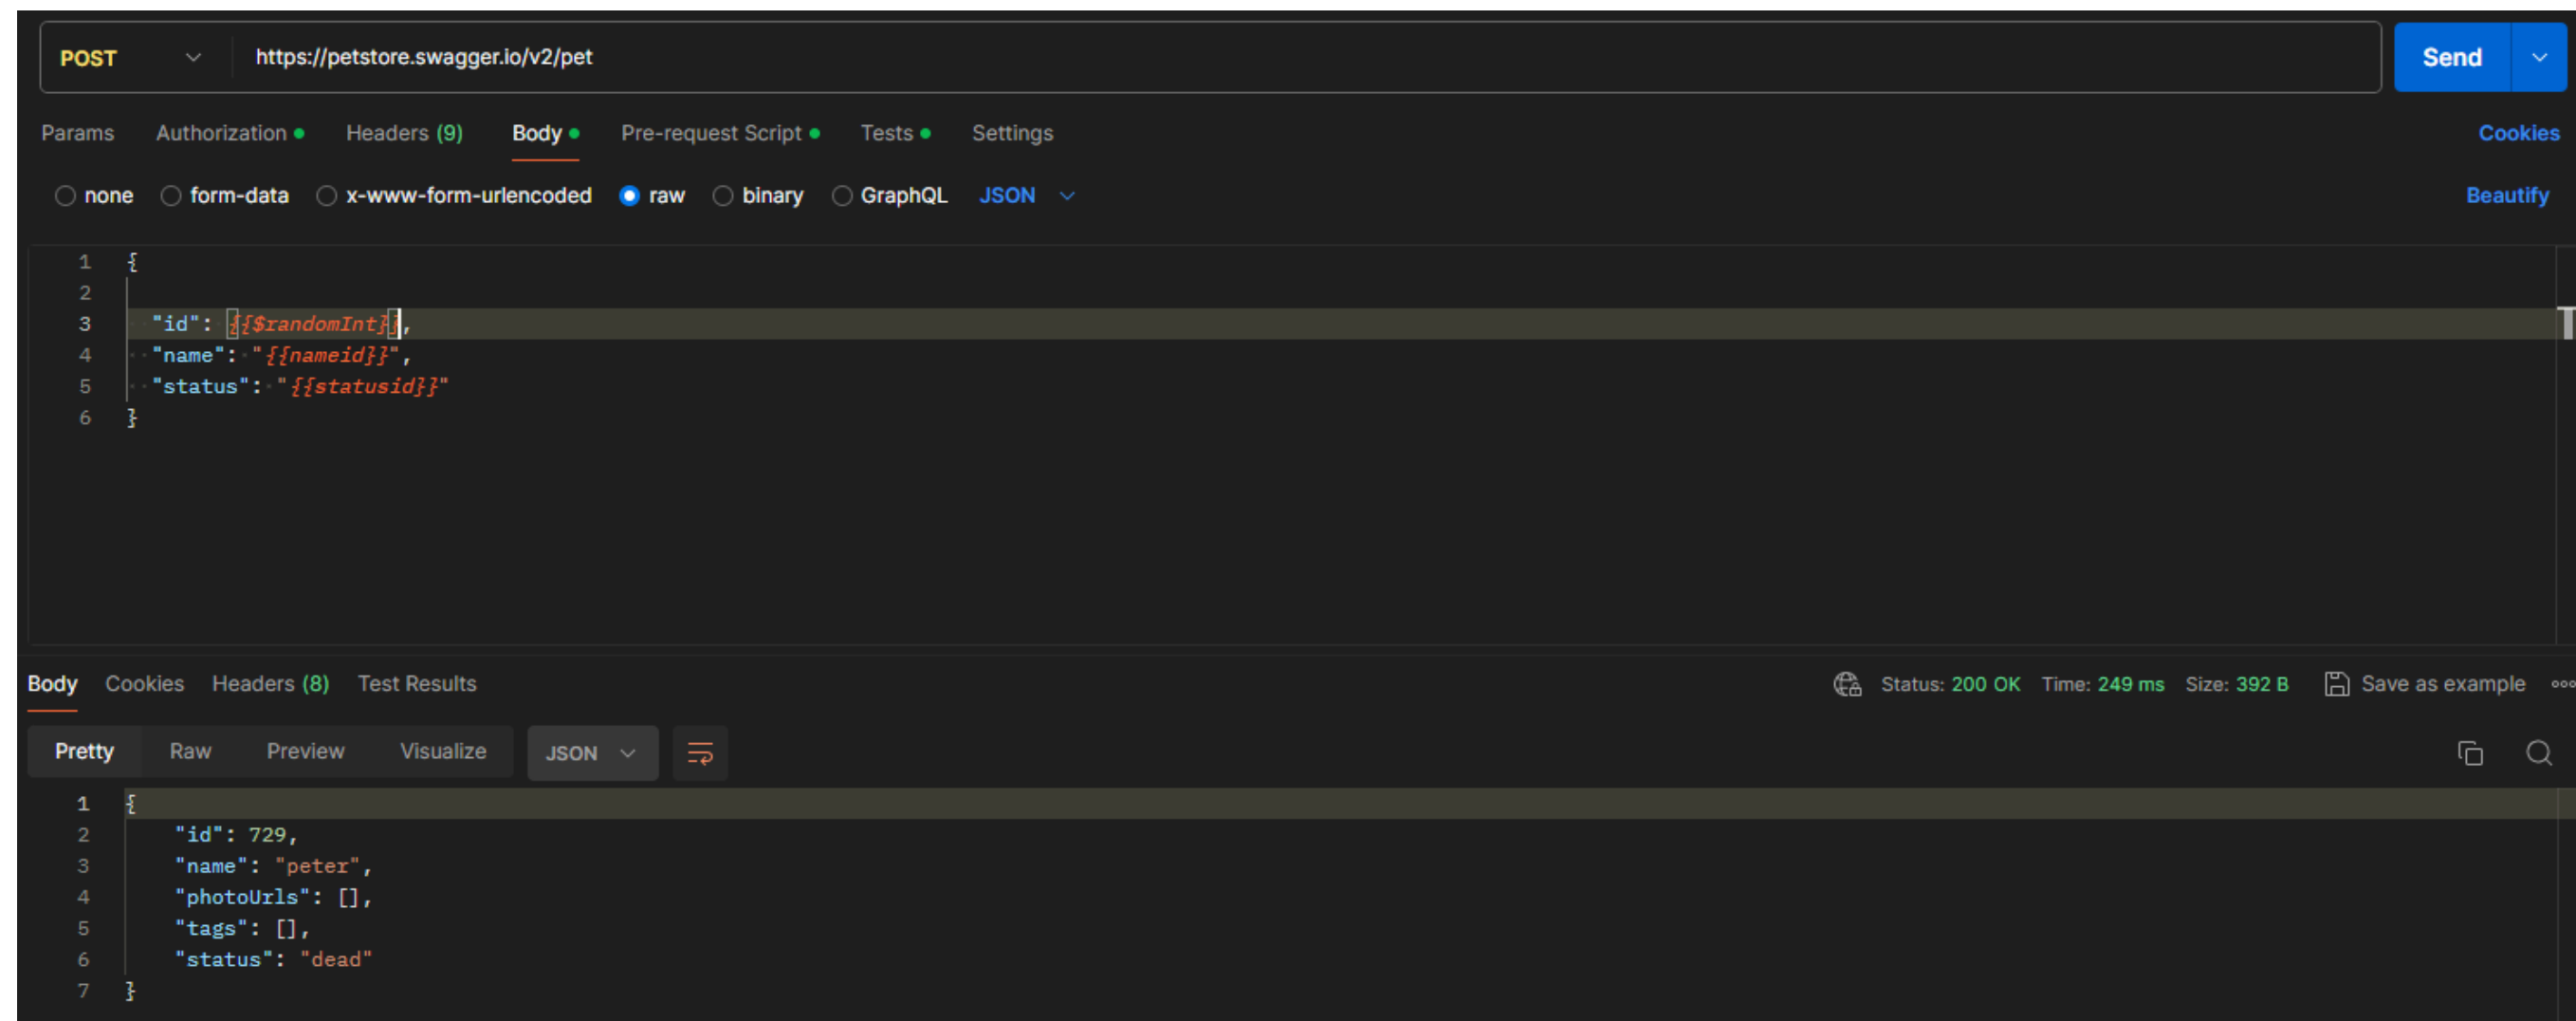 POST https://petstore.swagger.io/v2/pet Send
Params Authorization Headers (9) Body Pre-request Script Tests Settings Cookies
none form-data x-www-form-urlencoded raw binary GraphQL JSON Beautify
1 {
2
3 "id": {{$randomInt}},
4 "name": "{{nameid}}",
5 "status": "{{statusid}}"
6 }
Body Cookies Headers (8) Test Results Status: 200 OK Time: 249 ms Size: 392 B Save as example
Pretty Raw Preview Visualize JSON
1 {
2 "id": 729,
3 "name": "peter",
4 "photoUrls": [],
5 "tags": [],
6 "status": "dead"
7 }